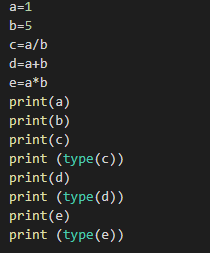 a=1
b=5
c=a/b
d=a+b
e=a*b
print(a)
print(b)
print(c)
print (type(c))
print(d)
print (type(d))
print(e)
print (type(e))